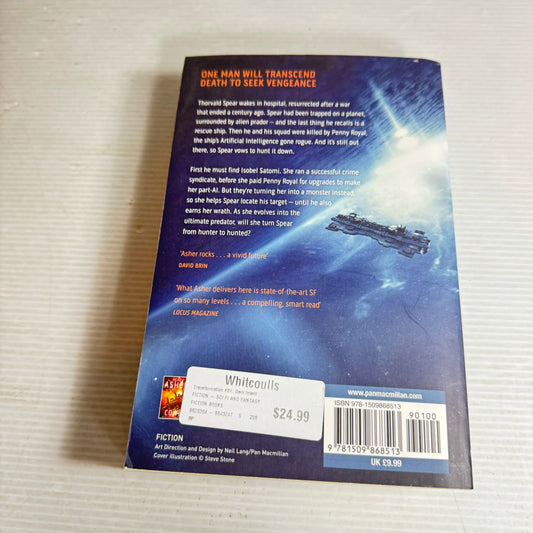 ONE MAN WILL TRANSCEND
DEATH TO SEEK VENGEANCE
Thorvald Spear wakes in hospital, resurrected after a war
that ended a century ago. Spear had been trapped on a planet,
surrounded by alien prador – and the last thing he recalls is a
rescue ship. Then he and his squad were killed by Penny Royal,
the ship's Artificial Intelligence gone rogue. And it's still out
there, so Spear vows to hunt it down.
First he must find Isobel Satomi. She ran a successful crime
syndicate, before she paid Penny Royal for upgrades to make
her part-AI. But they're turning her into a monster instead,
so she helps Spear locate his target – until he also
earns her wrath. As she evolves into the
ultimate predator, will she turn Spear
from hunter to hunted?
'Asher rocks . . . a vivid future'
DAVID BRIN
'What Asher delivers here is state-of-the-art SF
on so many levels . . . a compelling, smart read'
LOCUS MAGAZINE
ASHER
Whitcoulls
Transformation #01: Dark Intell
FICTION - SCI FI AND FANTASY
FICTION BOOKS
$24.99
www.panmacmillan.com
ISBN 978-1509868513
90100
9 781509 868513
UK £9.99
FICTION
Art Direction and Design by Neil Lang/Pan Macmillan
Cover illustration © Steve Stone